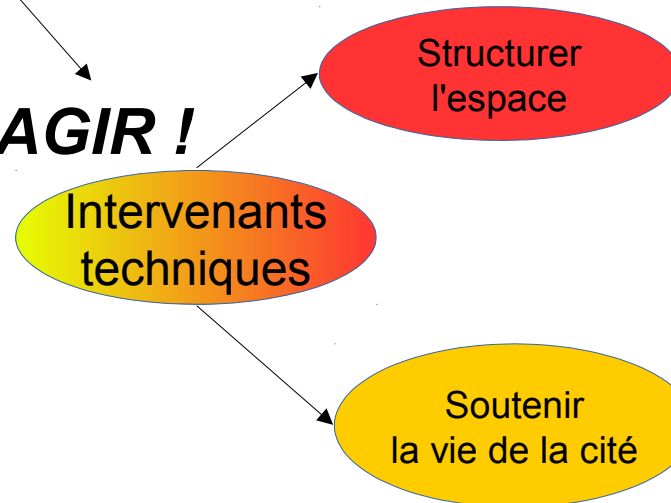 Structurer
l'espace
AGIR !
Intervenants
techniques
Soutenir
la vie de la cité